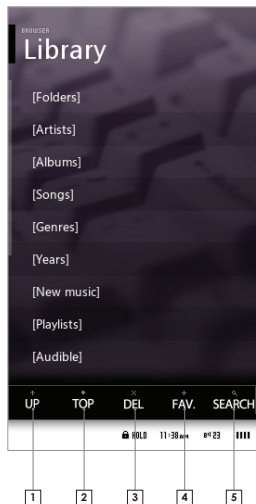 BROWSER
Library
[Folders]
[Artists]
[Albums]
[Songs]
[Genres]
[Years]
[New music]
[Playlists]
[Audible]
UP TOP DEL FAV. SEARCH
HOLD 11:38AM 23
1 2 3 4 5